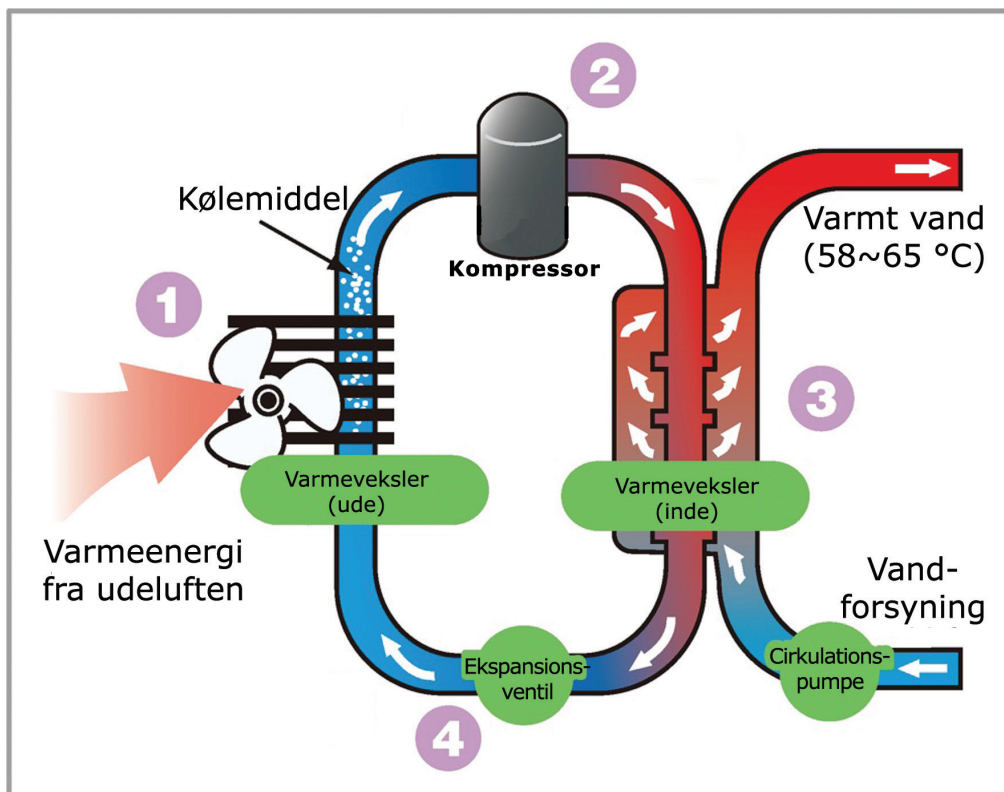 2
Kølemiddel
Kompressor
Varmt vand
(58~65 °C)
1
3
Varmeveksler
(ude)
Varmeveksler
(inde)
Varmeenergi
fra udeluften
Vand-
forsyning
Ekspansions-
ventil
Cirkulations-
pumpe
4